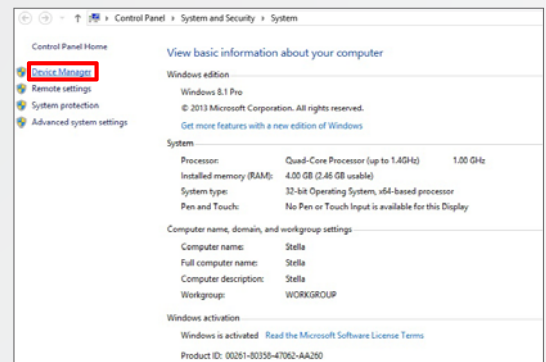 Control Panel › System and Security › System
Control Panel Home
Device Manager
Remote settings
System protection
Advanced system settings
View basic information about your computer
Windows edition
Windows 8.1 Pro
© 2013 Microsoft Corporation. All rights reserved.
Get more features with a new edition of Windows
System
Processor: Quad-Core Processor (up to 1.4GHz) 1.00 GHz
Installed memory (RAM): 4.00 GB (2.46 GB usable)
System type: 32-bit Operating System, x64-based processor
Pen and Touch: No Pen or Touch Input is available for this Display
Computer name, domain, and workgroup settings
Computer name: Stella
Full computer name: Stella
Computer description: Stella
Workgroup: WORKGROUP
Windows activation
Windows is activated Read the Microsoft Software License Terms
Product ID: 00261-80358-47062-AA260